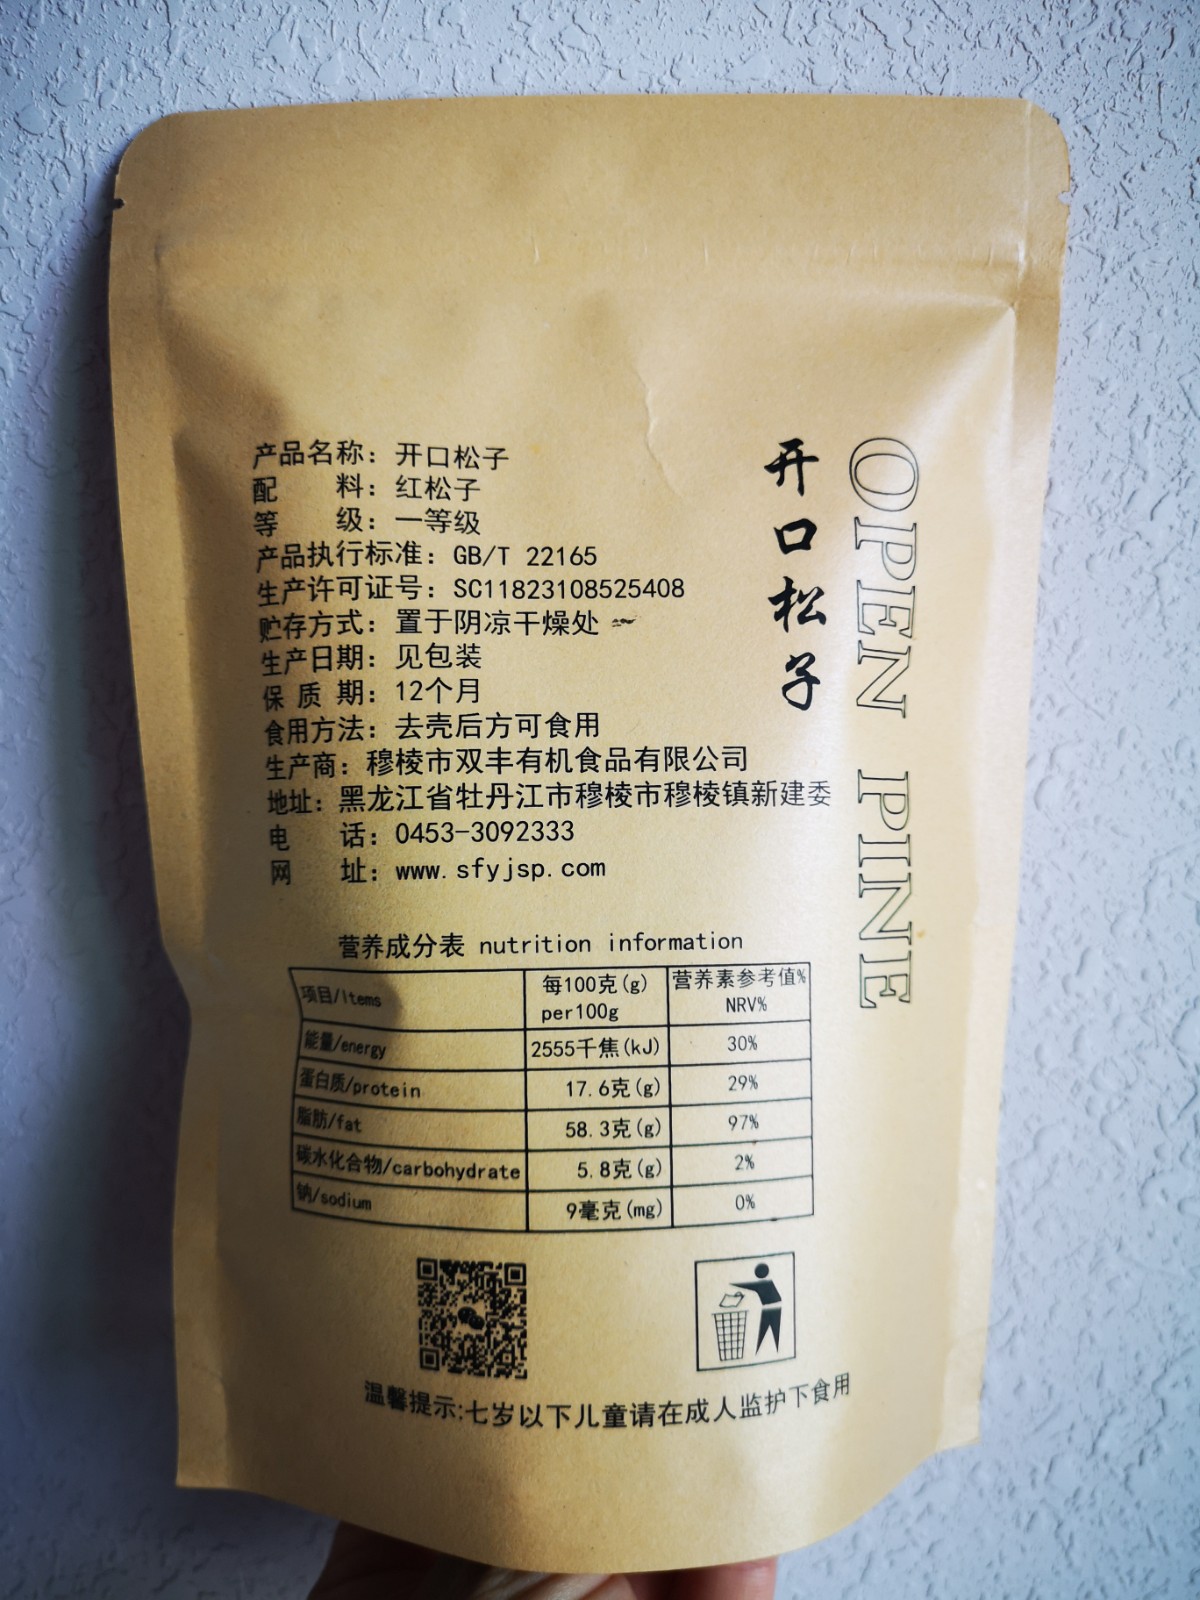 产品名称：开口松子
配 料：红松子
等 级：一等级
产品执行标准：GB/T 22165
生产许可证号：SC11823108525408
贮存方式：置于阴凉干燥处
生产日期：见包装
保质期：12个月
食用方法：去壳后方可食用
生产商：穆棱市双丰有机食品有限公司
地址：黑龙江省牡丹江市穆棱市穆棱镇新建委
电 话：0453-3092333
网 址：www.sfyjsp.com
开口松子
OPEN PINE
营养成分表 nutrition information
项目/Items 每100克(g) per100g 营养素参考值% NRV%
能量/energy 2555千焦(kJ) 30%
蛋白质/protein 17.6克(g) 29%
脂肪/fat 58.3克(g) 97%
碳水化合物/carbohydrate 5.8克(g) 2%
钠/sodium 9毫克(mg) 0%
温馨提示:七岁以下儿童请在成人监护下食用